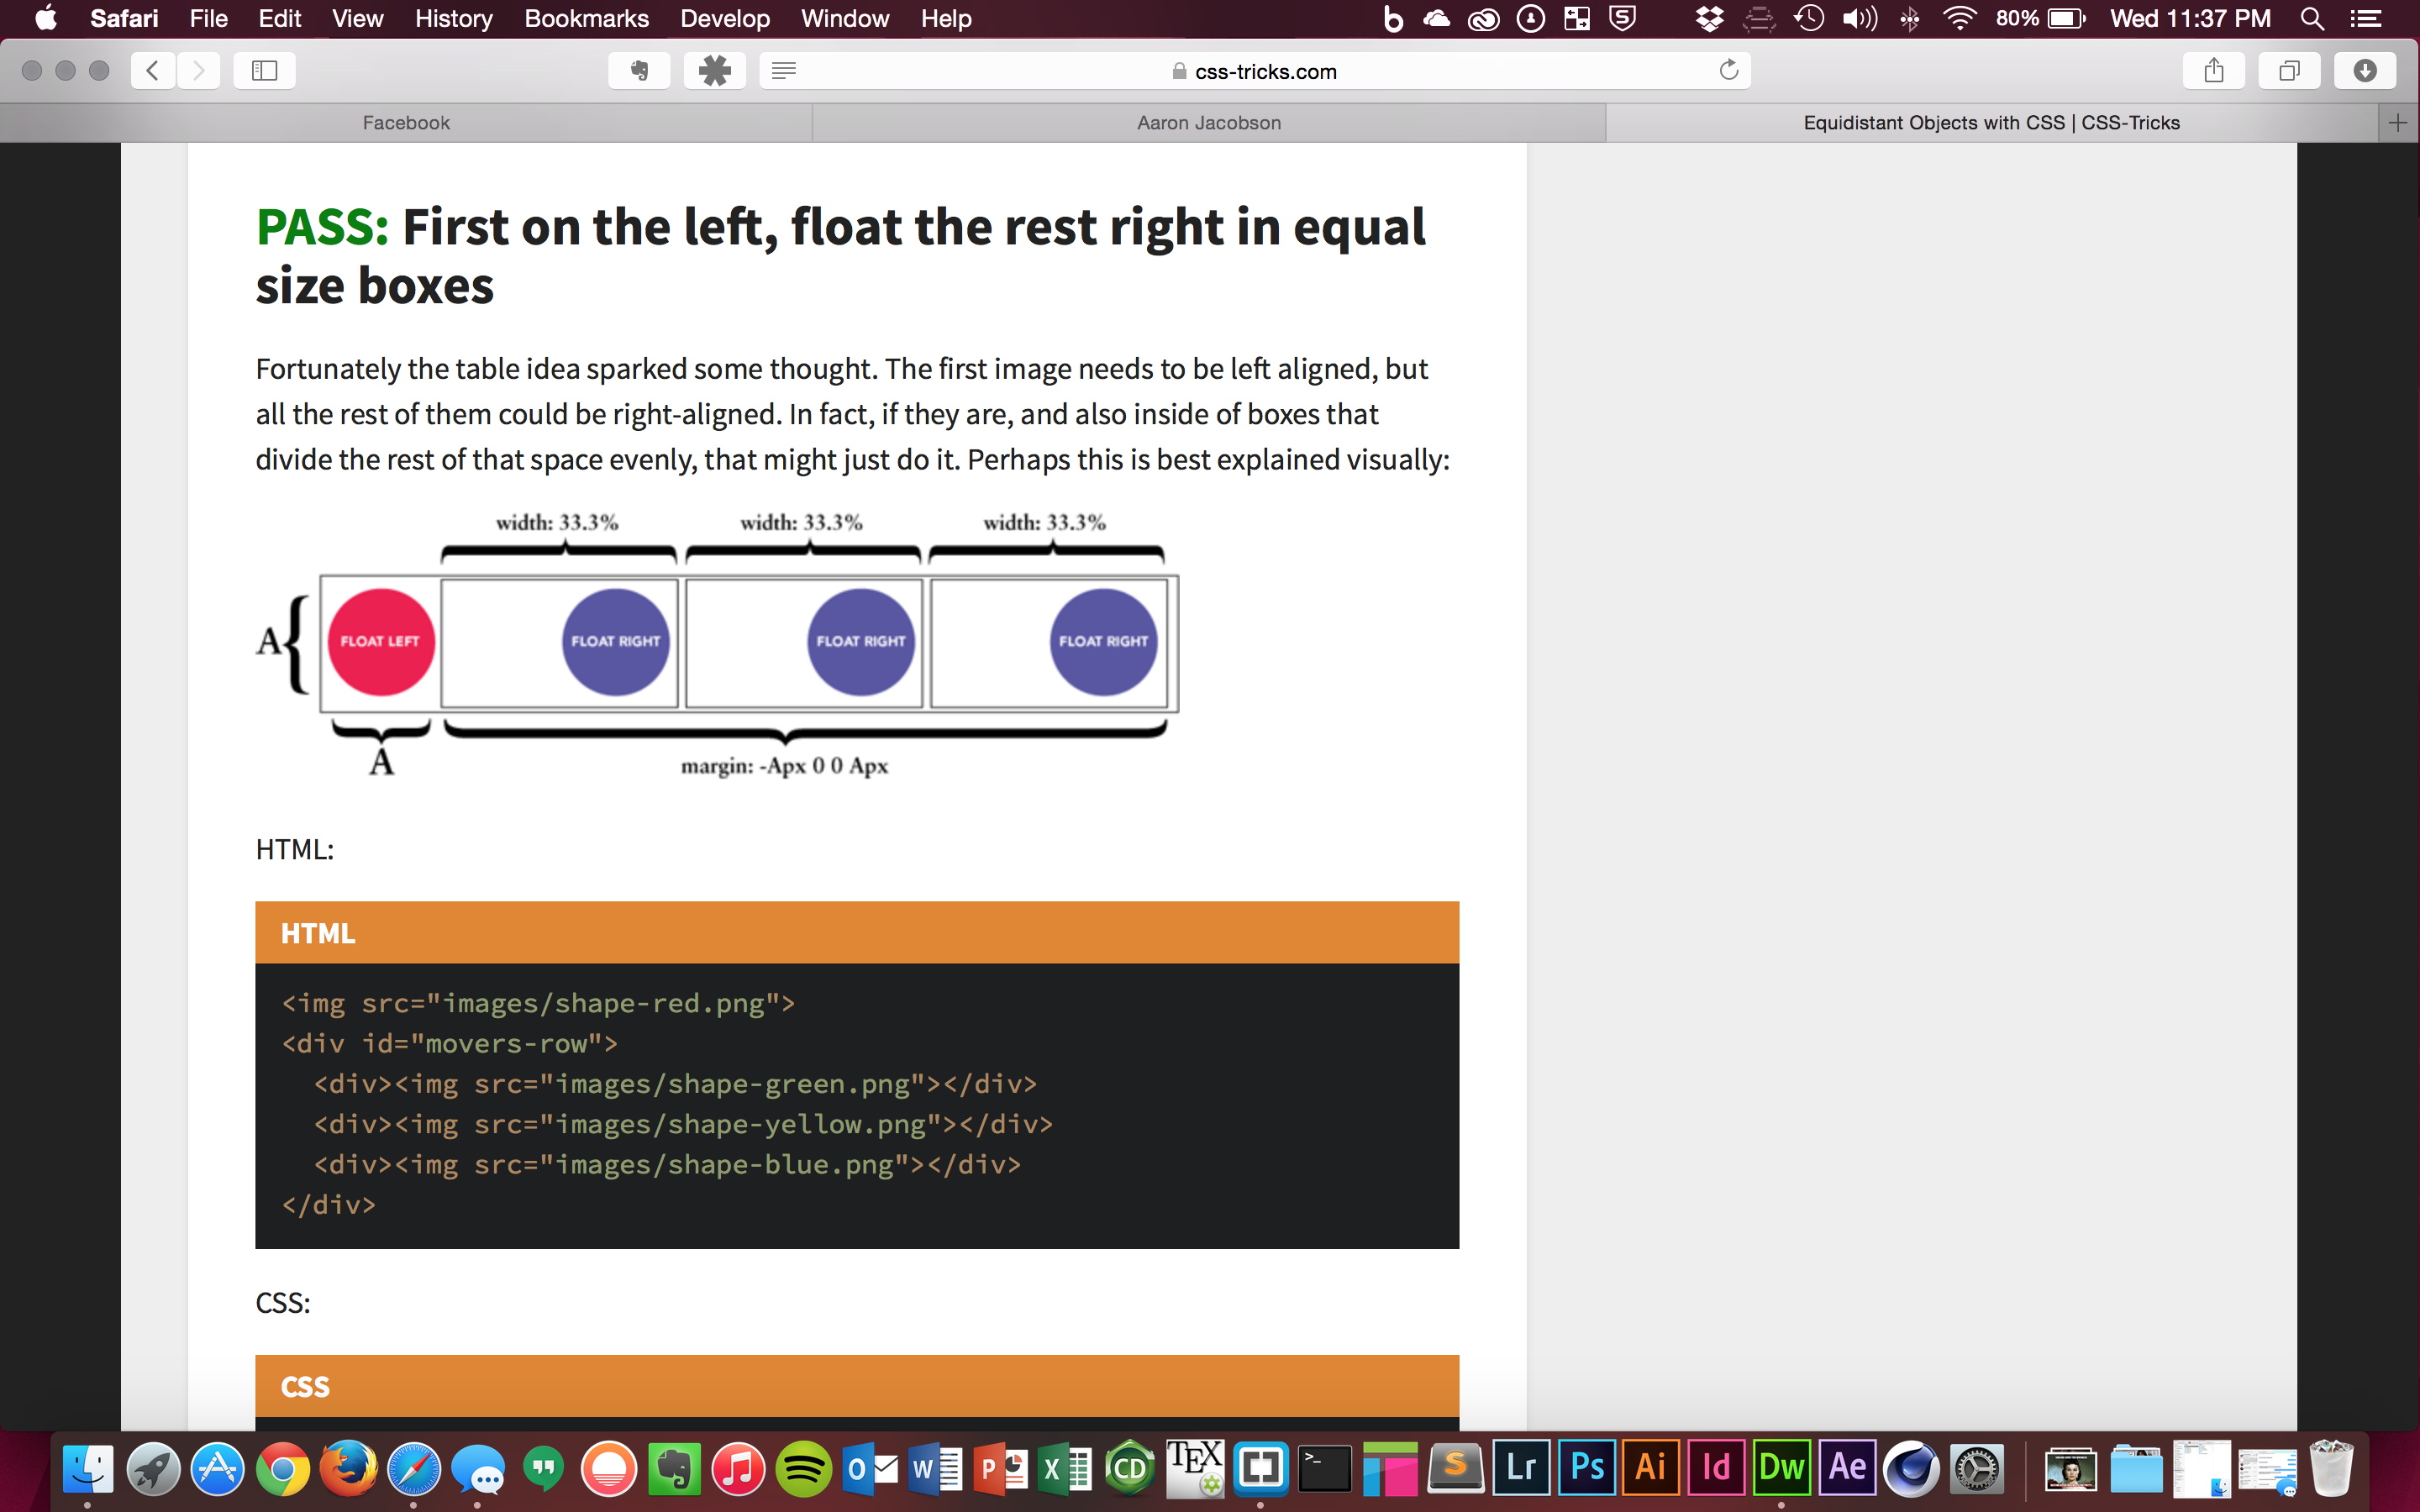 Safari File Edit View History Bookmarks Develop Window Help 80% Wed 11:37 PM
css-tricks.com
Facebook Aaron Jacobson Equidistant Objects with CSS | CSS-Tricks
PASS: First on the left, float the rest right in equal
size boxes
Fortunately the table idea sparked some thought. The first image needs to be left aligned, but
all the rest of them could be right-aligned. In fact, if they are, and also inside of boxes that
divide the rest of that space evenly, that might just do it. Perhaps this is best explained visually:
width: 33.3% width: 33.3% width: 33.3%
A FLOAT LEFT FLOAT RIGHT FLOAT RIGHT FLOAT RIGHT
A
margin: -Apx 0 0 Apx
HTML:
HTML
<img src="images/shape-red.png">
<div id="movers-row">
  <div><img src="images/shape-green.png"></div>
  <div><img src="images/shape-yellow.png"></div>
  <div><img src="images/shape-blue.png"></div>
</div>
CSS:
CSS
O W P X CD TEX >_ S Lr Ps Ai Id Dw Ae